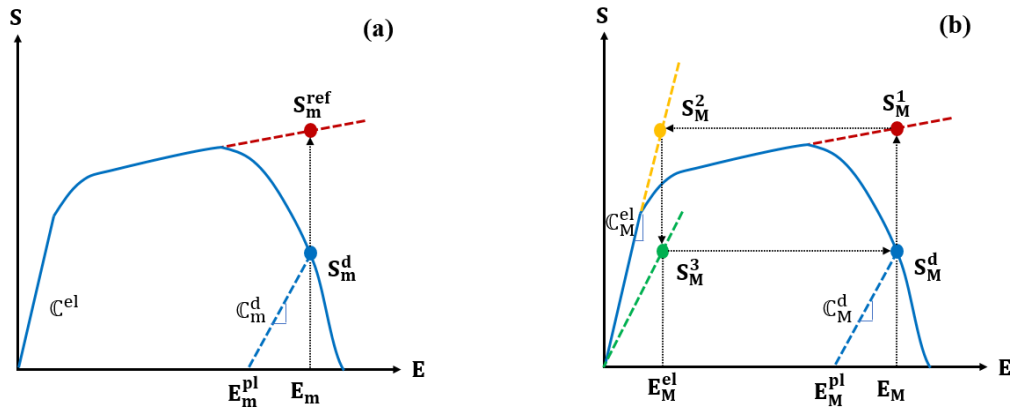 S
(a)
S_m^ref
S_m^d
ℂ^el
ℂ_m^d
E
E_m^pl
E_m
S
(b)
S_M^2
S_M^1
ℂ_M^el
S_M^3
S_M^d
ℂ_M^d
E
E_M^el
E_M^pl
E_M